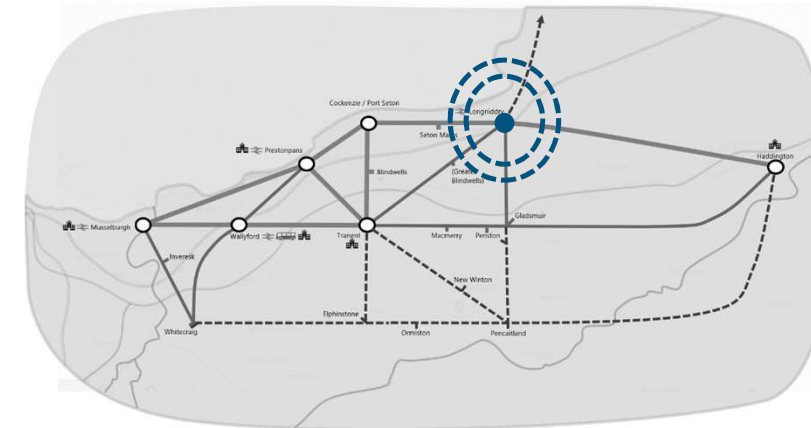 Cockenzie / Port Seton
Longniddry
Seton Mains
Prestonpans
Haddington
Blindwells
(Greater
Blindwells)
Gladsmuir
Musselburgh
Wallyford
Tranent
Macmerry
Penston
Inveresk
New Winton
Elphinstone
Whitecraig
Ormiston
Pencaitland